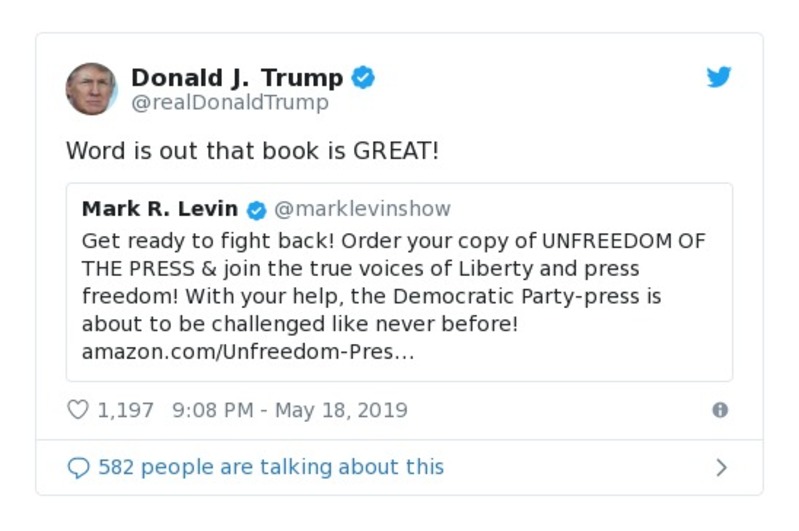 Donald J. Trump
@realDonaldTrump
Word is out that book is GREAT!
Mark R. Levin @marklevinshow
Get ready to fight back! Order your copy of UNFREEDOM OF
THE PRESS & join the true voices of Liberty and press
freedom! With your help, the Democratic Party-press is
about to be challenged like never before!
amazon.com/Unfreedom-Pres…
1,197 9:08 PM - May 18, 2019
582 people are talking about this